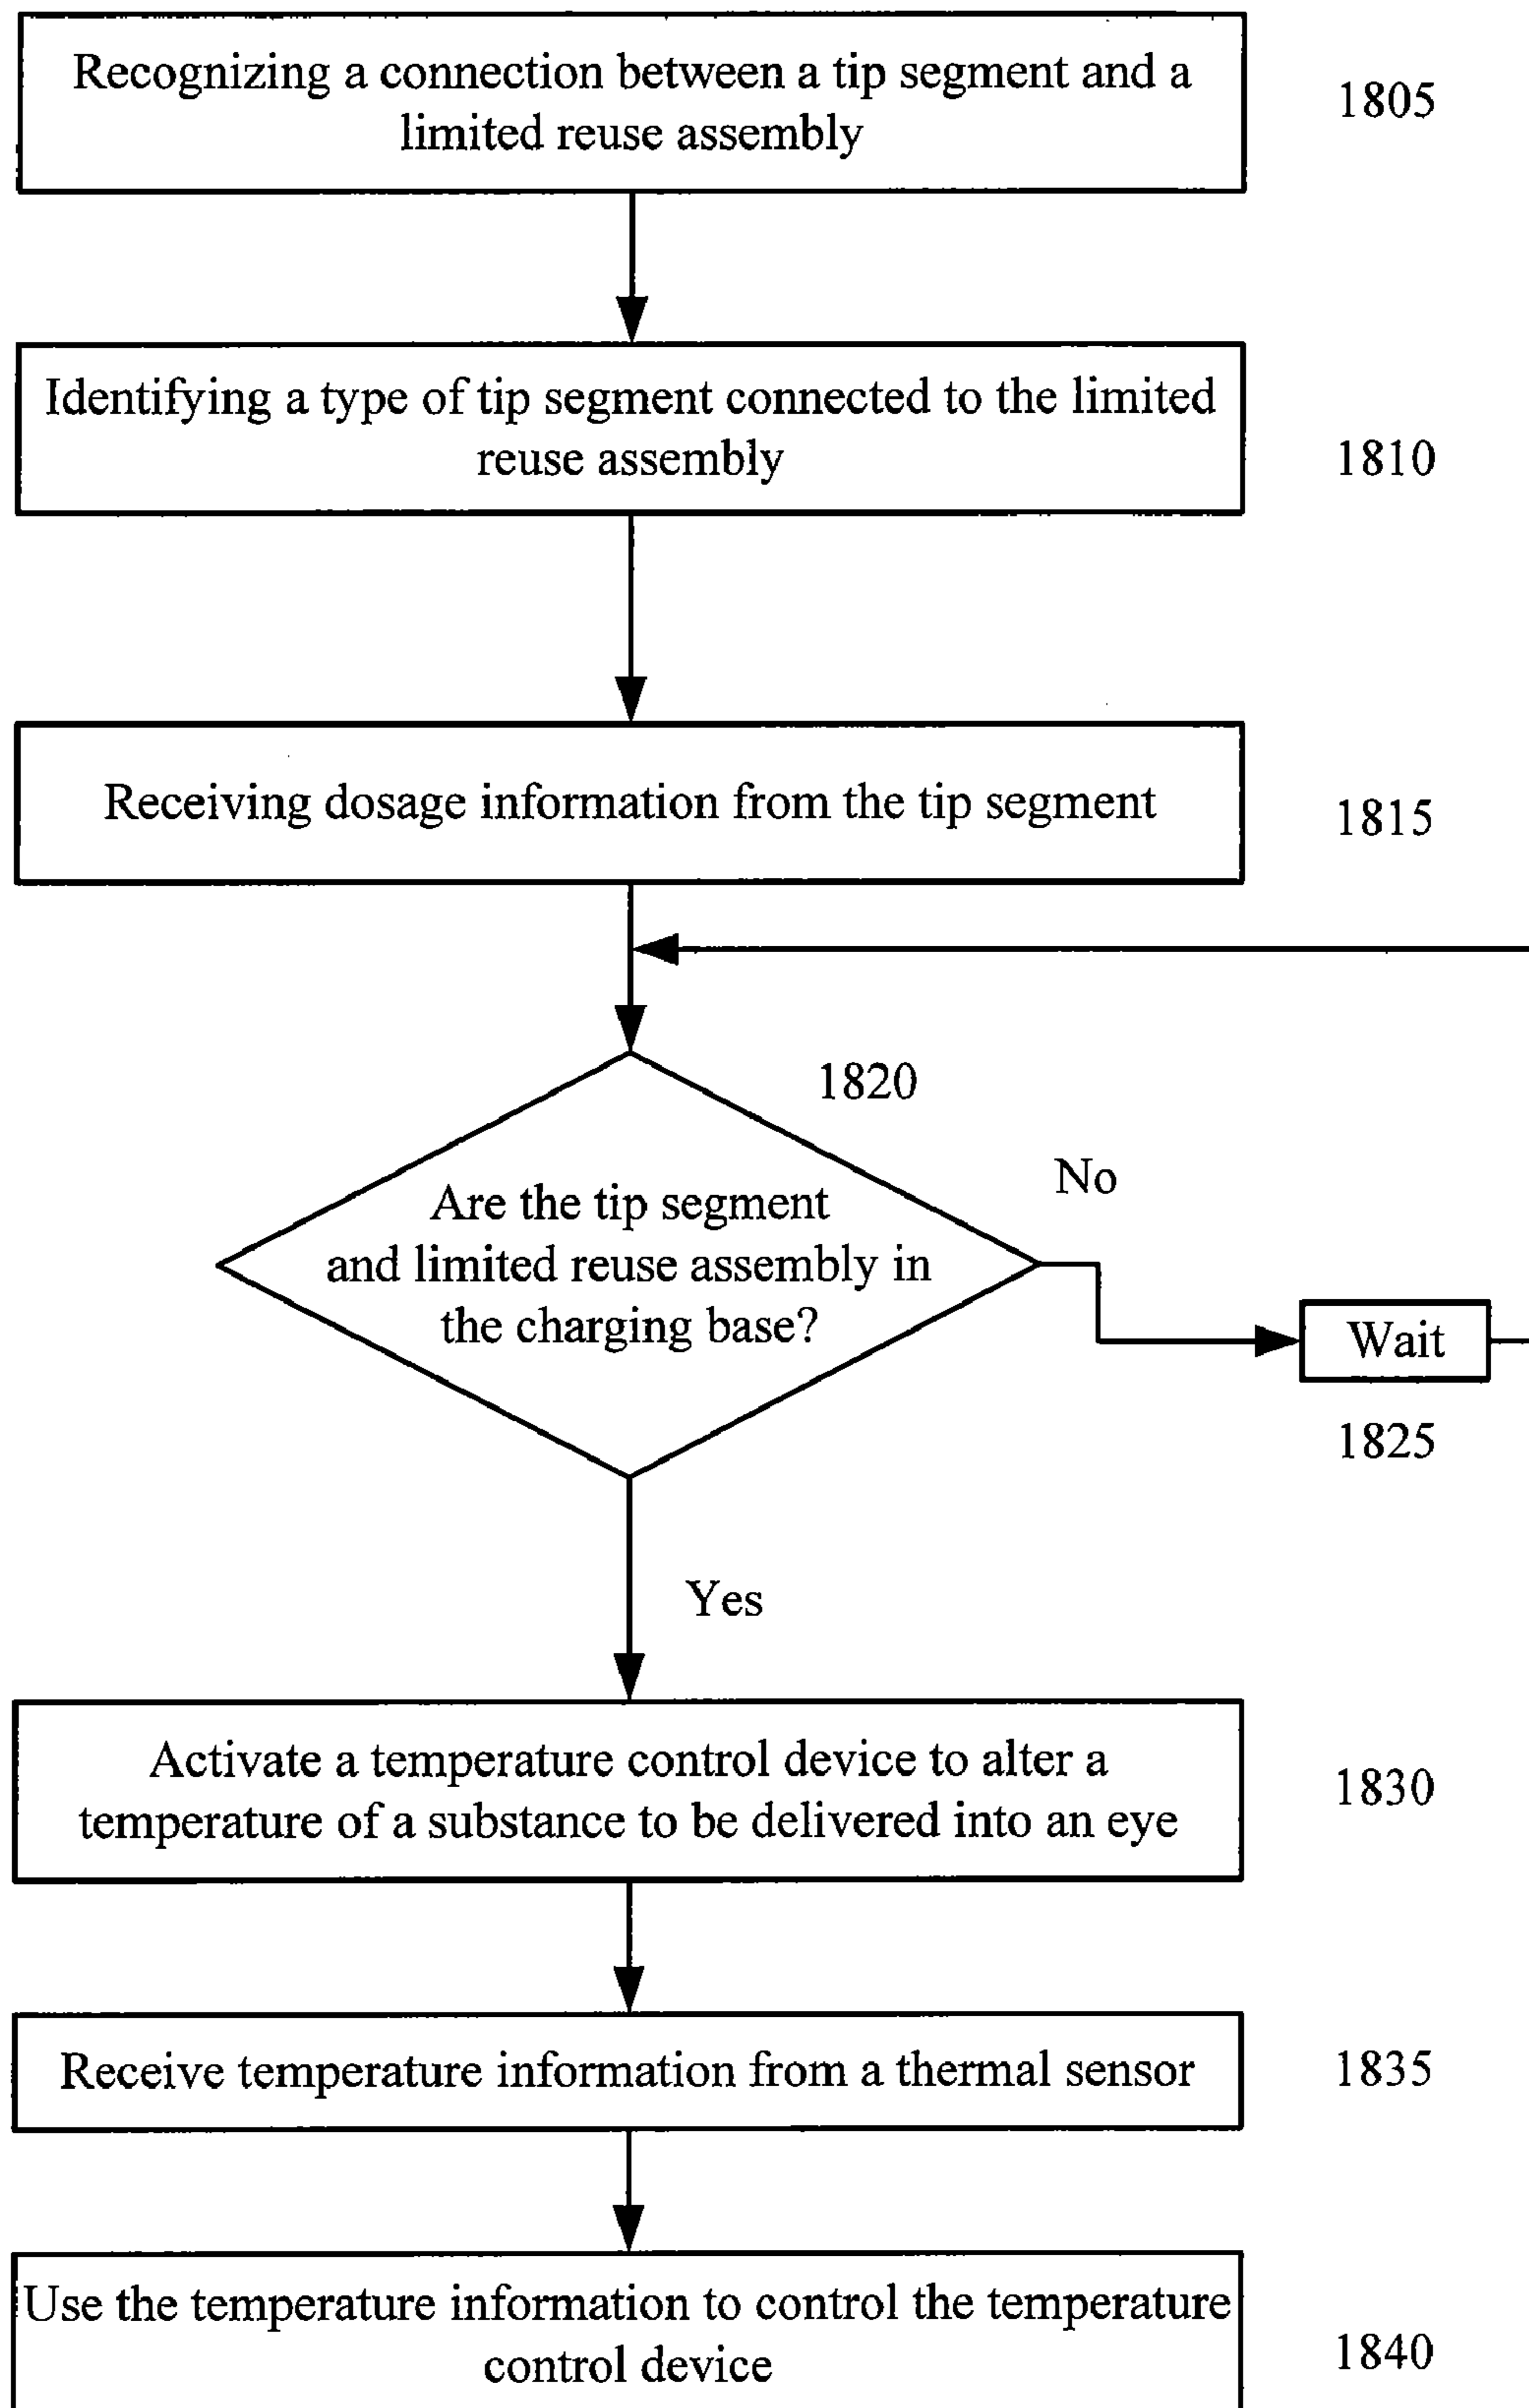 Recognizing a connection between a tip segment and a
limited reuse assembly
1805
Identifying a type of tip segment connected to the limited
reuse assembly
1810
Receiving dosage information from the tip segment
1815
1820
Are the tip segment
and limited reuse assembly in
the charging base?
No
Wait
1825
Yes
Activate a temperature control device to alter a
temperature of a substance to be delivered into an eye
1830
Receive temperature information from a thermal sensor
1835
Use the temperature information to control the temperature
control device
1840